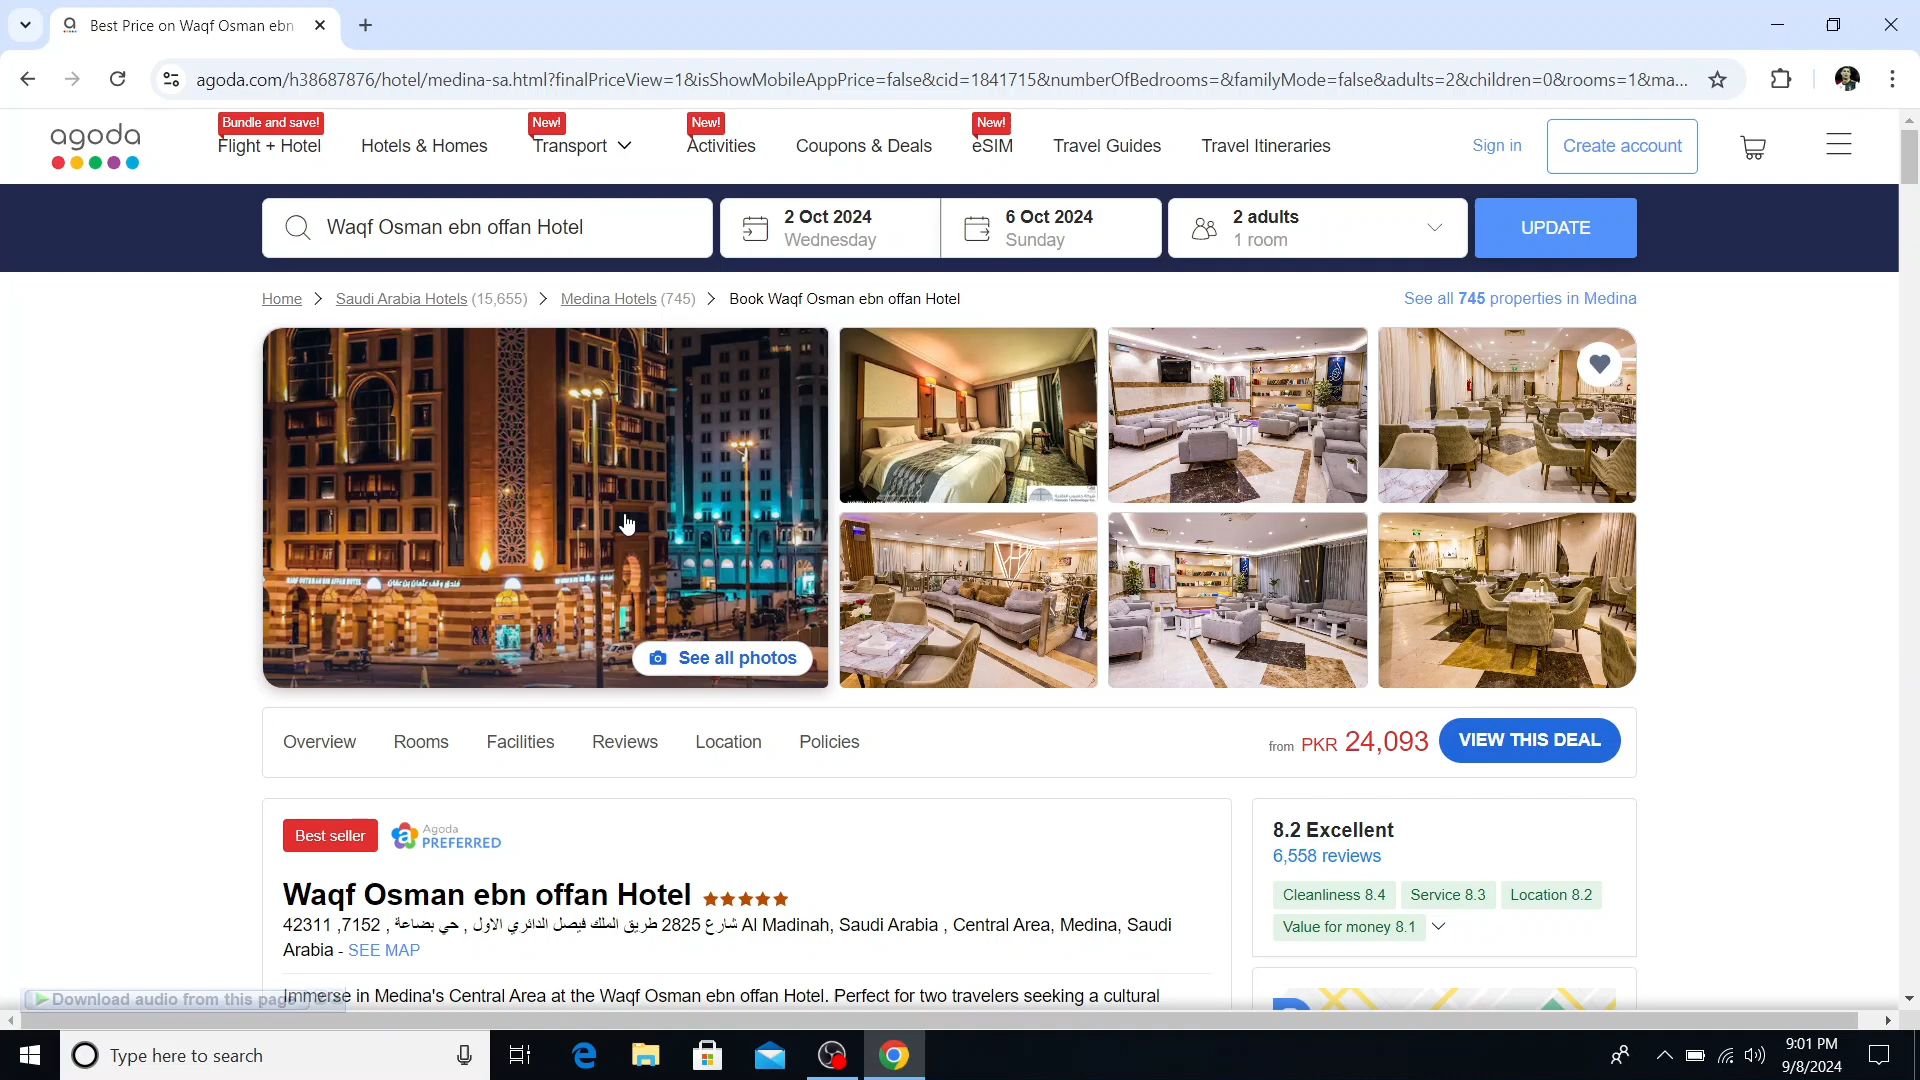 Best Price on Waqf Osman ebn
agoda.com/h38687876/hotel/medina-sa.html?finalPriceView=1&isShowMobileAppPrice=false&cid=1841715&numberOfBedrooms=&familyMode=false&adults=2&children=0&rooms=1&ma...
agoda
Bundle and save!
Flight + Hotel
Hotels & Homes
New!
Transport
New!
Activities
Coupons & Deals
New!
eSIM
Travel Guides
Travel Itineraries
Sign in
Create account
Waqf Osman ebn offan Hotel
2 Oct 2024
Wednesday
6 Oct 2024
Sunday
2 adults
1 room
UPDATE
Home > Saudi Arabia Hotels (15,655) > Medina Hotels (745) > Book Waqf Osman ebn offan Hotel
See all 745 properties in Medina
See all photos
Overview
Rooms
Facilities
Reviews
Location
Policies
from PKR 24,093
VIEW THIS DEAL
Best seller
Agoda
PREFERRED
Waqf Osman ebn offan Hotel
شارع 2825 طريق الملك فيصل الدائري الاول , حي بضاعة , 7152, 42311 Al Madinah, Saudi Arabia , Central Area, Medina, Saudi
Arabia - SEE MAP
Immerse in Medina's Central Area at the Waqf Osman ebn offan Hotel. Perfect for two travelers seeking a cultural
8.2 Excellent
6,558 reviews
Cleanliness 8.4
Service 8.3
Location 8.2
Value for money 8.1
Download audio from this page
Type here to search
9:01 PM
9/8/2024